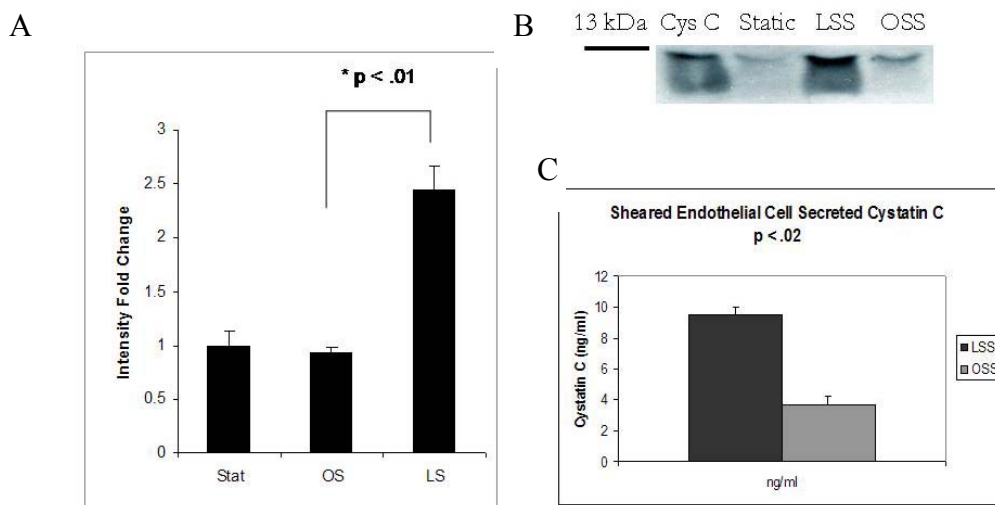 A
* p < .01
3
2.5
2
1.5
1
0.5
0
Intensity Fold Change
Stat OS LS
B
13 kDa Cys C Static LSS OSS
C
Sheared Endothelial Cell Secreted Cystatin C
p <.02
12
10
8
6
4
2
0
Cystatin C (ng/ml)
ng/ml
LSS
OSS